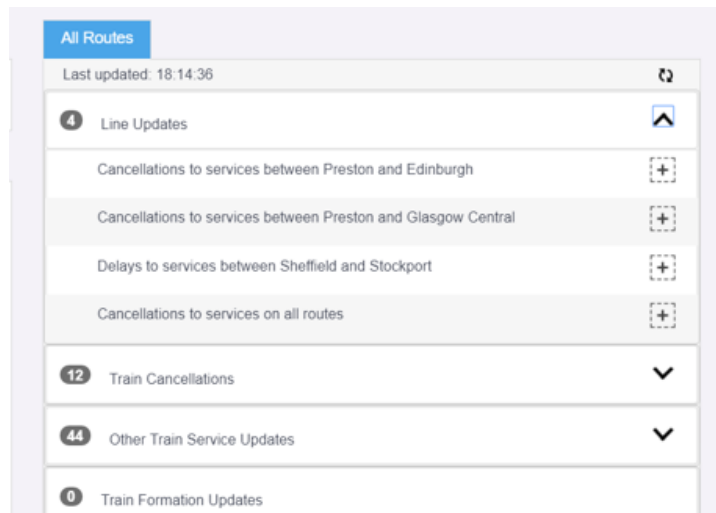 All Routes
Last updated: 18:14:36
4 Line Updates
Cancellations to services between Preston and Edinburgh
Cancellations to services between Preston and Glasgow Central
Delays to services between Sheffield and Stockport
Cancellations to services on all routes
12 Train Cancellations
44 Other Train Service Updates
0 Train Formation Updates